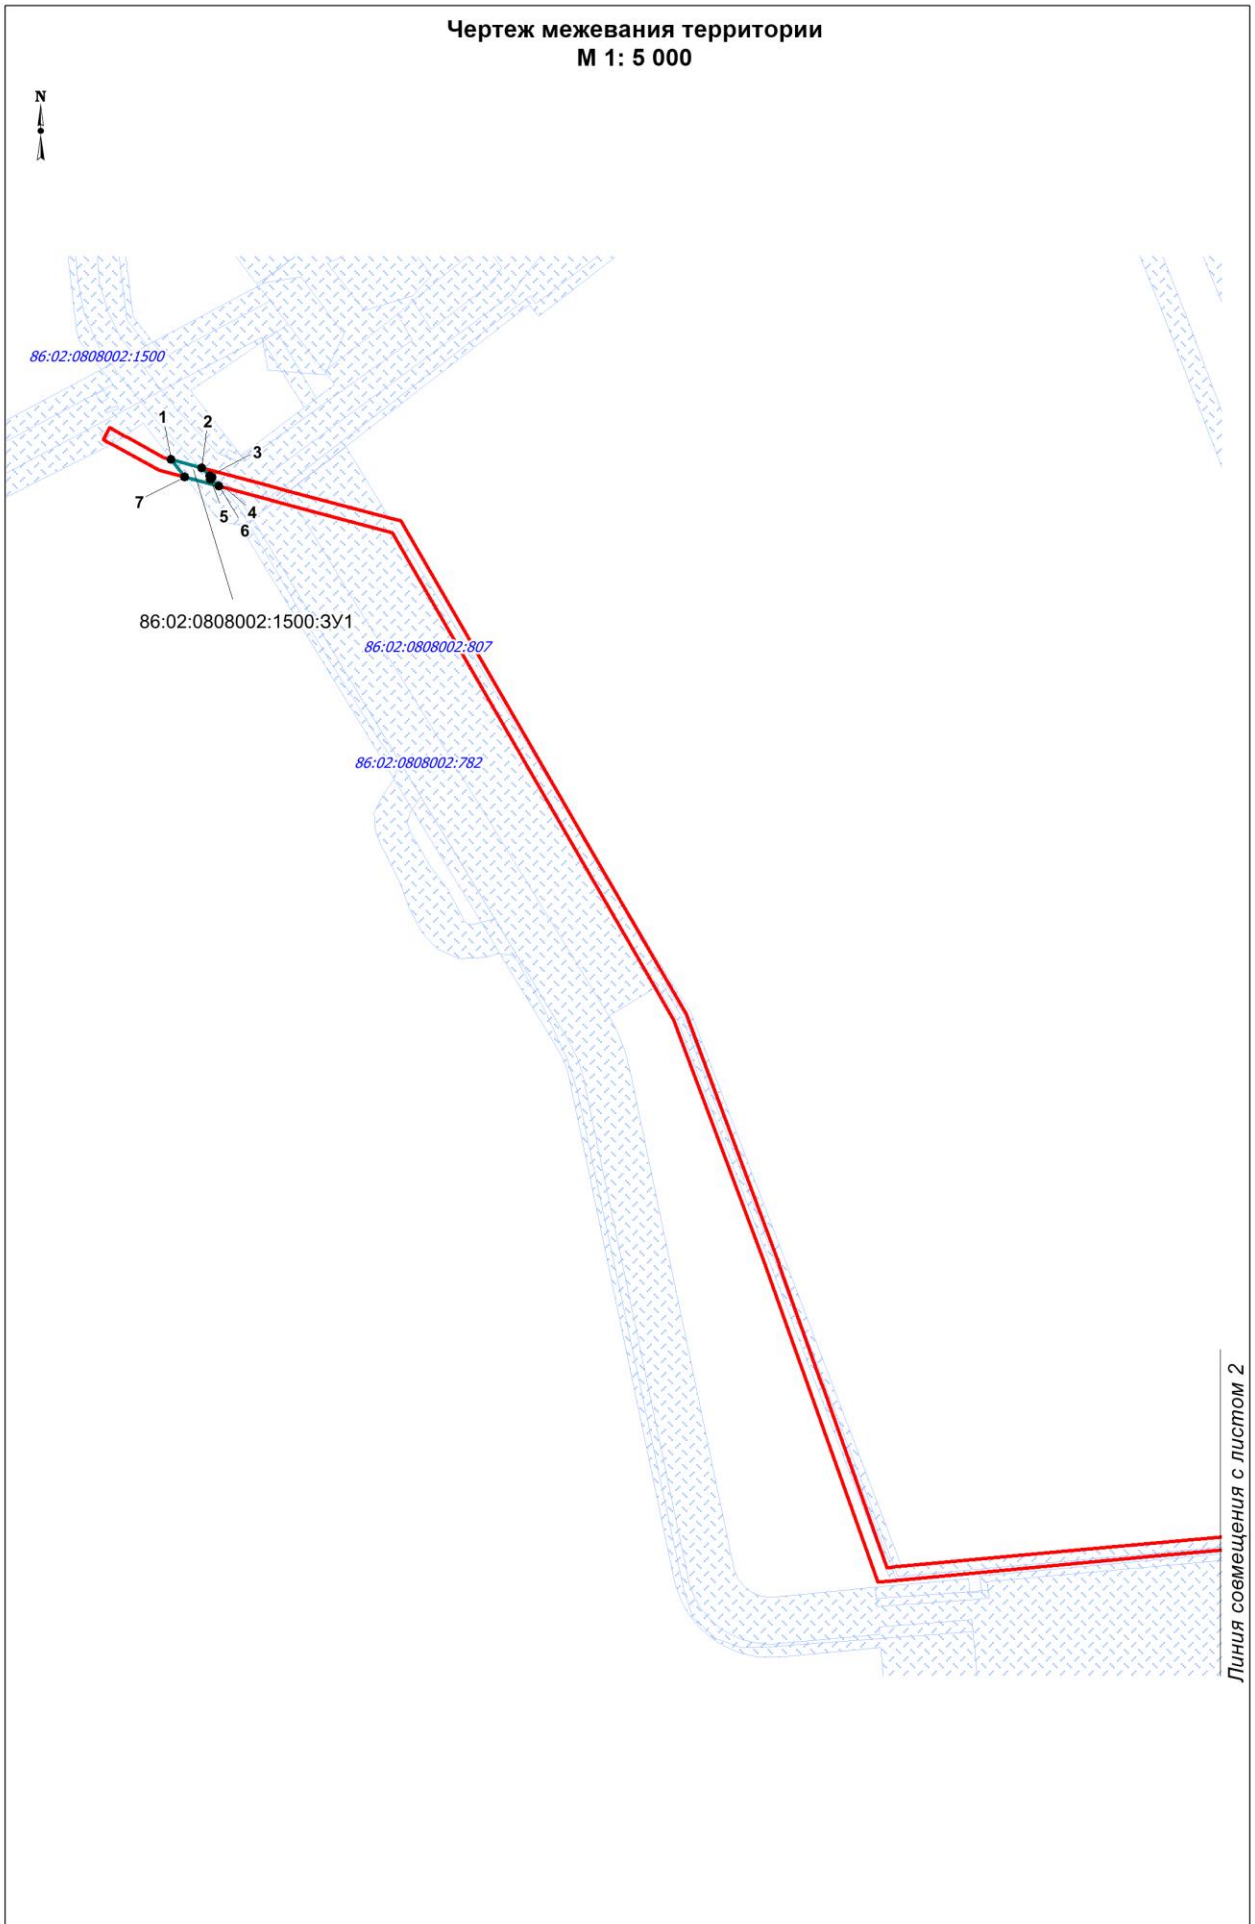 Чертеж межевания территории
М 1: 5 000
N
86:02:0808002:1500
1
2
3
7
4
5
6
86:02:0808002:1500:ЗУ1
86:02:0808002:807
86:02:0808002:782
Линия совмещения с листом 2